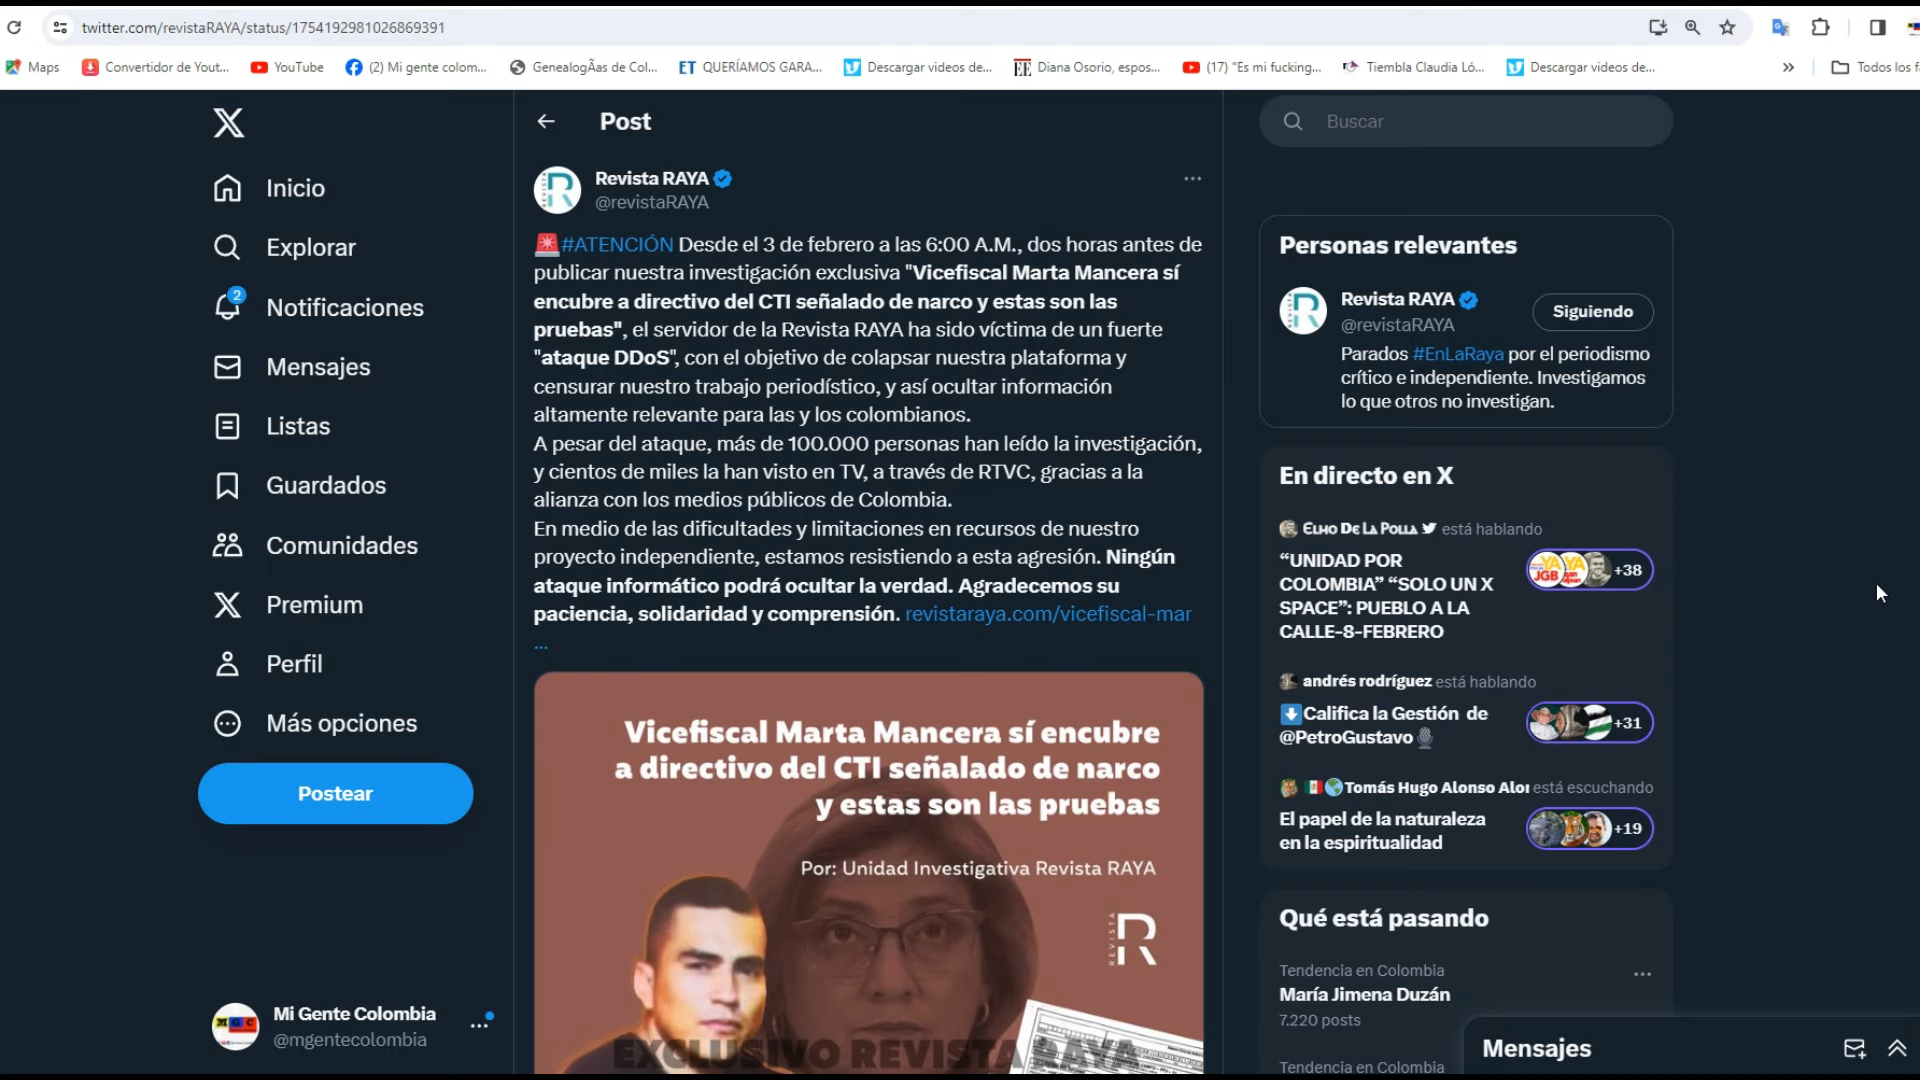 twitter.com/revistaRAYA/status/1754192981026869391
Maps
Convertidor de Yout...
YouTube
(2) Mi gente colom...
GenealogÃas de Col...
ET QUERÍAMOS GARA...
Descargar videos de...
EE Diana Osorio, espos...
(17) "Es mi fucking...
Tiembla Claudia Ló...
Descargar videos de...
Todos los f
Inicio
Explorar
2
Notificaciones
Mensajes
Listas
Guardados
Comunidades
Premium
Perfil
Más opciones
Postear
MGC
Mi Gente Colombia
@mgentecolombia
Post
REVISTA R
Revista RAYA
@revistaRAYA
#ATENCIÓN Desde el 3 de febrero a las 6:00 A.M., dos horas antes de
publicar nuestra investigación exclusiva "Vicefiscal Marta Mancera sí
encubre a directivo del CTI señalado de narco y estas son las
pruebas", el servidor de la Revista RAYA ha sido víctima de un fuerte
"ataque DDoS", con el objetivo de colapsar nuestra plataforma y
censurar nuestro trabajo periodístico, y así ocultar información
altamente relevante para las y los colombianos.
A pesar del ataque, más de 100.000 personas han leído la investigación,
y cientos de miles la han visto en TV, a través de RTVC, gracias a la
alianza con los medios públicos de Colombia.
En medio de las dificultades y limitaciones en recursos de nuestro
proyecto independiente, estamos resistiendo a esta agresión. Ningún
ataque informático podrá ocultar la verdad. Agradecemos su
paciencia, solidaridad y comprensión. revistaraya.com/vicefiscal-mar
...
Vicefiscal Marta Mancera sí encubre
a directivo del CTI señalado de narco
y estas son las pruebas
Por: Unidad Investigativa Revista RAYA
REVISTA R
EXCLUSIVO REVISTA RAYA
Buscar
Personas relevantes
REVISTA R
Revista RAYA
@revistaRAYA
Siguiendo
Parados #EnLaRaya por el periodismo
crítico e independiente. Investigamos
lo que otros no investigan.
En directo en X
ELHO DE LA POLLA está hablando
“UNIDAD POR
COLOMBIA” “SOLO UN X
SPACE”: PUEBLO A LA
CALLE-8-FEBRERO
+38
andrés rodríguez está hablando
Califica la Gestión de
@PetroGustavo
+31
Tomás Hugo Alonso Alo está escuchando
El papel de la naturaleza
en la espiritualidad
+19
Qué está pasando
Tendencia en Colombia
María Jimena Duzán
7.220 posts
Tendencia en Colombia
Mensajes